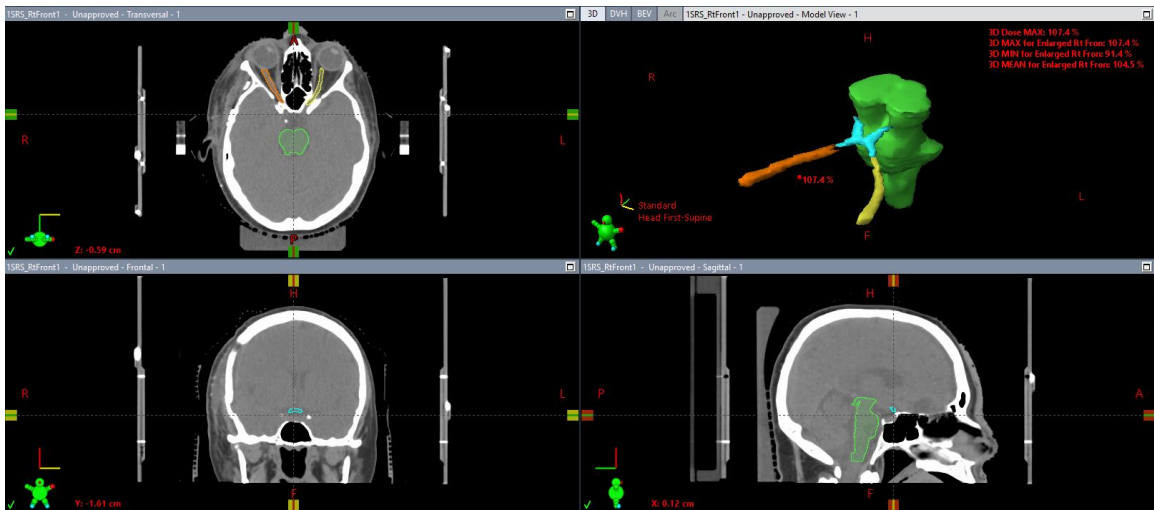 1SRS_RtFront1 - Unapproved - Transversal - 1
A
R
L
P
Z: -0.59 cm
3D DVH BEV Arc 1SRS_RtFront1 - Unapproved - Model View - 1
3D Dose MAX: 107.4 %
3D MAX for Enlarged Rt Fron: 107.4 %
3D MIN for Enlarged Rt Fron: 91.4 %
3D MEAN for Enlarged Rt Fron: 104.5 %
H
R
107.4 %
L
Standard
Head First-Supine
F
1SRS_RtFront1 - Unapproved - Frontal - 1
H
R
L
F
Y: -1.61 cm
1SRS_RtFront1 - Unapproved - Sagittal - 1
H
P
A
F
X: 0.12 cm